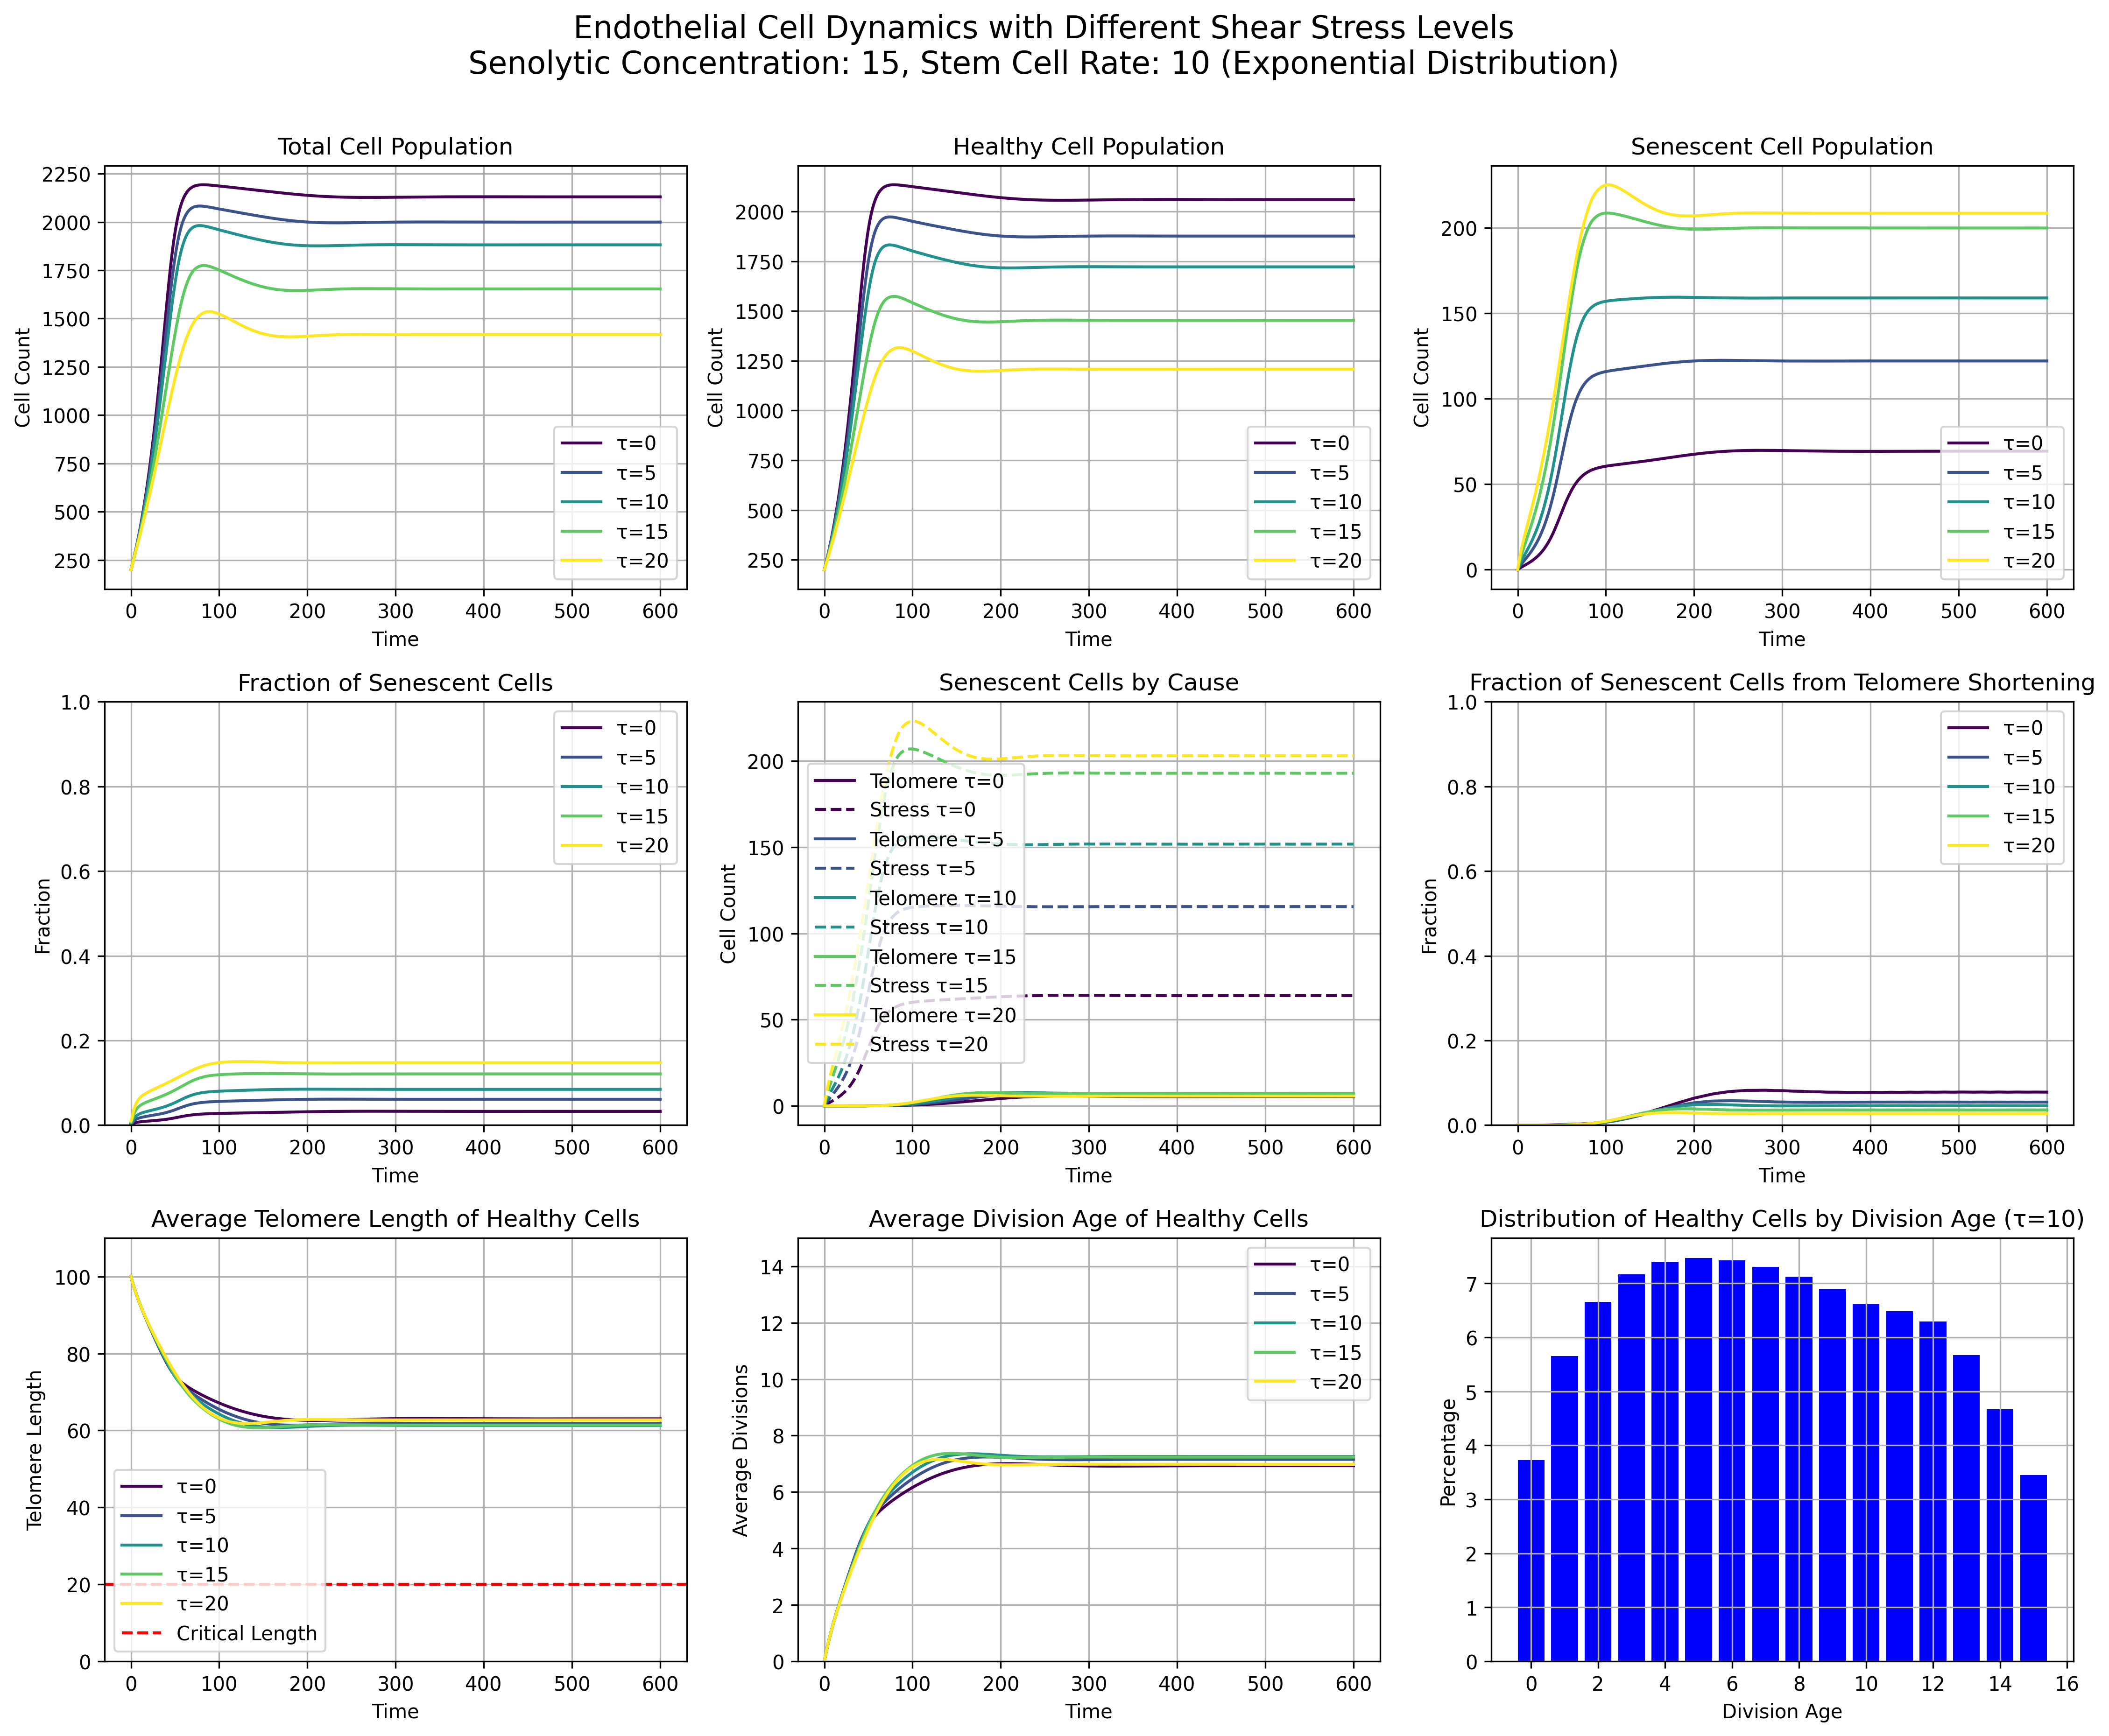 Endothelial Cell Dynamics with Different Shear Stress Levels
Senolytic Concentration: 15, Stem Cell Rate: 10 (Exponential Distribution)
Total Cell Population
Cell Count
2250
2000
1750
1500
1250
1000
750
500
250
τ=0
τ=5
τ=10
τ=15
τ=20
0 100 200 300 400 500 600
Time
Healthy Cell Population
Cell Count
2000
1750
1500
1250
1000
750
500
250
τ=0
τ=5
τ=10
τ=15
τ=20
0 100 200 300 400 500 600
Time
Senescent Cell Population
Cell Count
200
150
100
50
0
τ=0
τ=5
τ=10
τ=15
τ=20
0 100 200 300 400 500 600
Time
Fraction of Senescent Cells
Fraction
1.0
0.8
0.6
0.4
0.2
0.0
τ=0
τ=5
τ=10
τ=15
τ=20
0 100 200 300 400 500 600
Time
Senescent Cells by Cause
Cell Count
200
150
100
50
0
Telomere τ=0
Stress τ=0
Telomere τ=5
Stress τ=5
Telomere τ=10
Stress τ=10
Telomere τ=15
Stress τ=15
Telomere τ=20
Stress τ=20
0 100 200 300 400 500 600
Time
Fraction of Senescent Cells from Telomere Shortening
Fraction
1.0
0.8
0.6
0.4
0.2
0.0
τ=0
τ=5
τ=10
τ=15
τ=20
0 100 200 300 400 500 600
Time
Average Telomere Length of Healthy Cells
Telomere Length
100
80
60
40
20
0
τ=0
τ=5
τ=10
τ=15
τ=20
Critical Length
0 100 200 300 400 500 600
Time
Average Division Age of Healthy Cells
Average Divisions
14
12
10
8
6
4
2
0
τ=0
τ=5
τ=10
τ=15
τ=20
0 100 200 300 400 500 600
Time
Distribution of Healthy Cells by Division Age (τ=10)
Percentage
7
6
5
4
3
2
1
0
0 2 4 6 8 10 12 14 16
Division Age